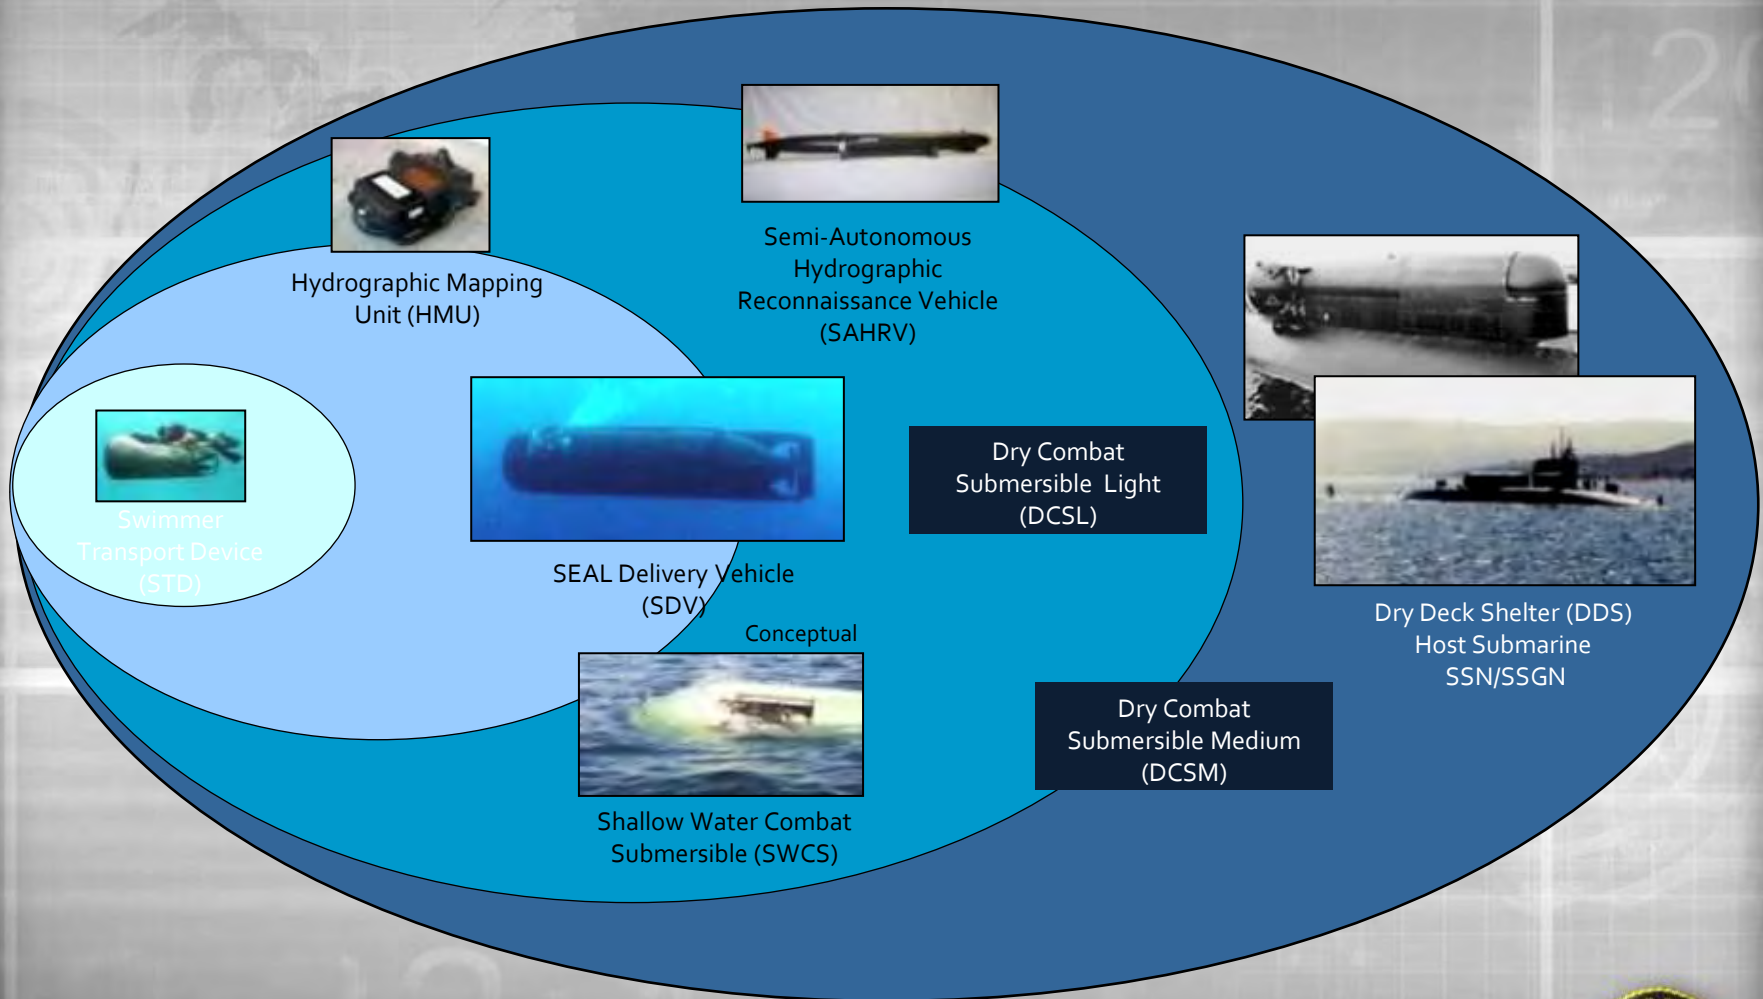 Hydrographic Mapping
Unit (HMU)
Semi-Autonomous
Hydrographic
Reconnaissance Vehicle
(SAHRV)
Swimmer
Transport Device
(STD)
SEAL Delivery Vehicle
(SDV)
Dry Combat
Submersible Light
(DCSL)
Conceptual
Shallow Water Combat
Submersible (SWCS)
Dry Combat
Submersible Medium
(DCSM)
Dry Deck Shelter (DDS)
Host Submarine
SSN/SSGN